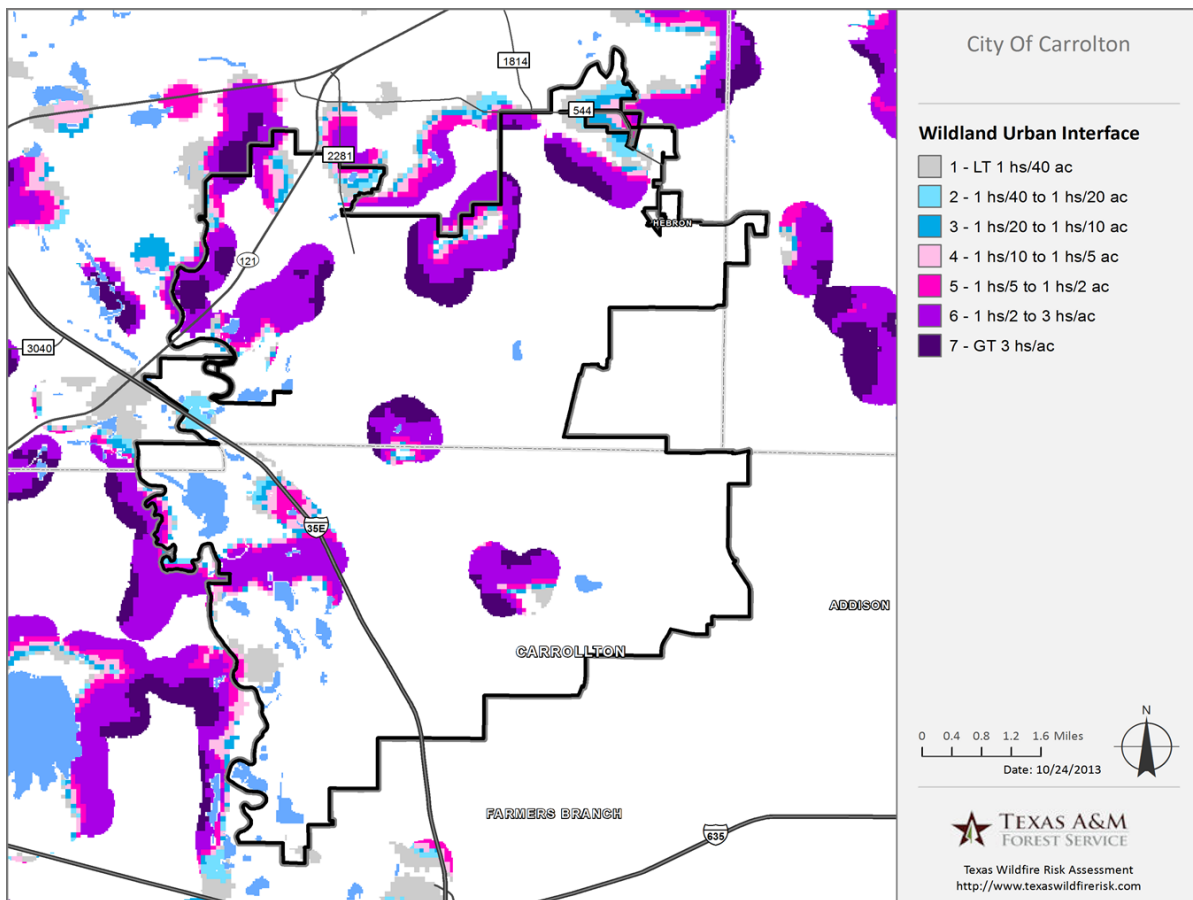 City Of Carrolton
Wildland Urban Interface
1 - LT 1 hs/40 ac
2 - 1 hs/40 to 1 hs/20 ac
3 - 1 hs/20 to 1 hs/10 ac
4 - 1 hs/10 to 1 hs/5 ac
5 - 1 hs/5 to 1 hs/2 ac
6 - 1 hs/2 to 3 hs/ac
7 - GT 3 hs/ac
1814
544
2281
HEBRON
121
3040
35E
ADDISON
CARROLLTON
FARMERS BRANCH
635
N
0 0.4 0.8 1.2 1.6 Miles
Date: 10/24/2013
TEXAS A&M
FOREST SERVICE
Texas Wildfire Risk Assessment
http://www.texaswildfirerisk.com